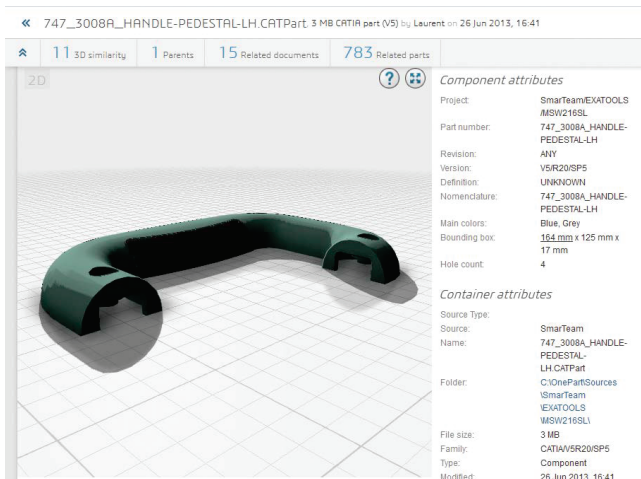 « 747_3008A_HANDLE-PEDESTAL-LH.CATPart 3 MB CATIA part (V5) by Laurent on 26 Jun 2013, 16:41
11 3D similarity 1 Parents 15 Related documents 783 Related parts
2D
?
Component attributes
Project: SmarTeam/EXATOOLS
/MSW216SL
Part number: 747_3008A_HANDLE-
PEDESTAL-LH
Revision: ANY
Version: V5/R20/SP5
Definition: UNKNOWN
Nomenclature: 747_3008A_HANDLE-
PEDESTAL-LH
Main colors: Blue, Grey
Bounding box: 164 mm x 125 mm x
17 mm
Hole count: 4
Container attributes
Source Type:
Source: SmarTeam
Name: 747_3008A_HANDLE-
PEDESTAL-
LH.CATPart
Folder: C:\OnePart\Sources
\SmarTeam
\EXATOOLS
\MSW216SL\
File size: 3 MB
Family: CATIA/V5R20/SP5
Type: Component
Modified: 26 Jun 2013, 16:41